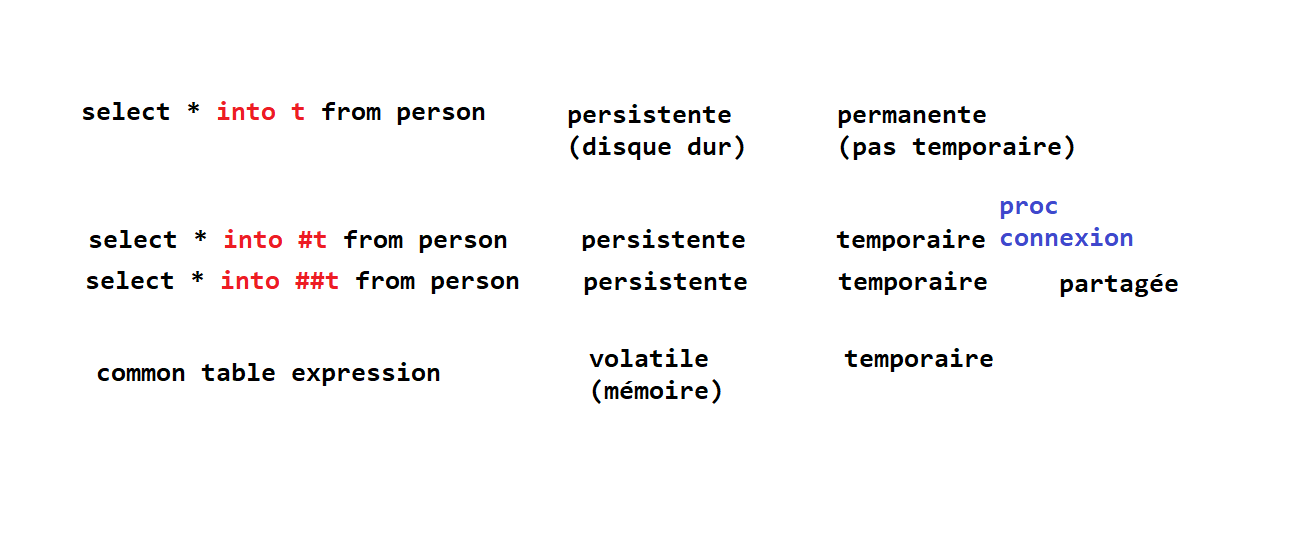 select * into t from person
persistente
(disque dur)
permanente
(pas temporaire)
select * into #t from person
persistente
temporaire
proc
connexion
select * into ##t from person
persistente
temporaire
partagée
common table expression
volatile
(mémoire)
temporaire